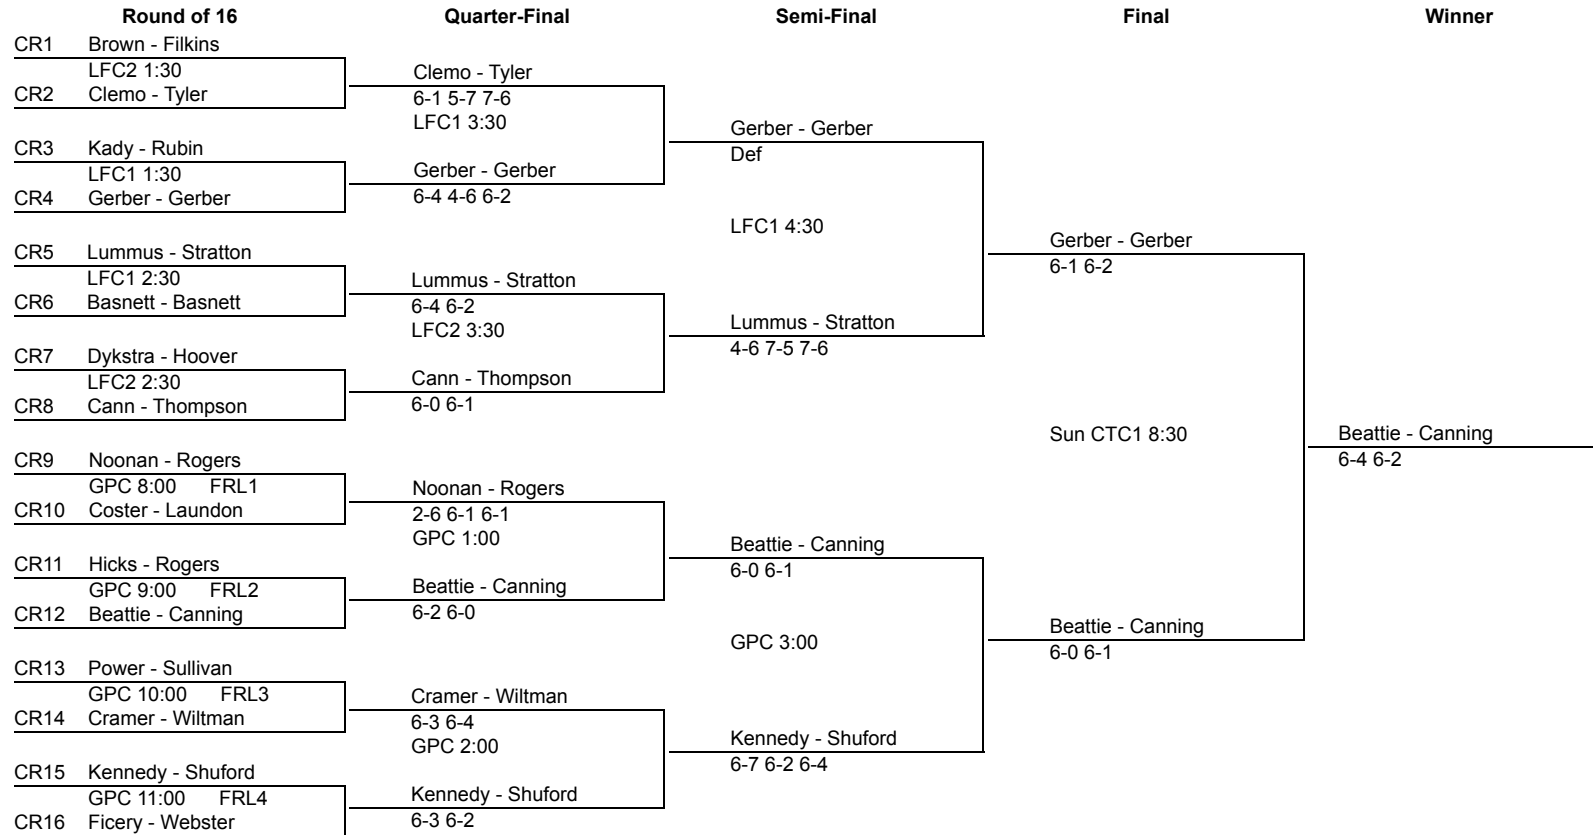 Round of 16 Quarter-Final Semi-Final Final Winner
CR1 Brown - Filkins
LFC2 1:30
CR2 Clemo - Tyler
CR3 Kady - Rubin
LFC1 1:30
CR4 Gerber - Gerber
CR5 Lummus - Stratton
LFC1 2:30
CR6 Basnett - Basnett
CR7 Dykstra - Hoover
LFC2 2:30
CR8 Cann - Thompson
CR9 Noonan - Rogers
GPC 8:00 FRL1
CR10 Coster - Laundon
CR11 Hicks - Rogers
GPC 9:00 FRL2
CR12 Beattie - Canning
CR13 Power - Sullivan
GPC 10:00 FRL3
CR14 Cramer - Wiltman
CR15 Kennedy - Shuford
GPC 11:00 FRL4
CR16 Ficery - Webster
Clemo - Tyler
6-1 5-7 7-6
LFC1 3:30
Gerber - Gerber
6-4 4-6 6-2
Lummus - Stratton
6-4 6-2
LFC2 3:30
Cann - Thompson
6-0 6-1
Noonan - Rogers
2-6 6-1 6-1
GPC 1:00
Beattie - Canning
6-2 6-0
Cramer - Wiltman
6-3 6-4
GPC 2:00
Kennedy - Shuford
6-3 6-2
Gerber - Gerber
Def
LFC1 4:30
Lummus - Stratton
4-6 7-5 7-6
Beattie - Canning
6-0 6-1
GPC 3:00
Kennedy - Shuford
6-7 6-2 6-4
Gerber - Gerber
6-1 6-2
Sun CTC1 8:30
Beattie - Canning
6-0 6-1
Beattie - Canning
6-4 6-2